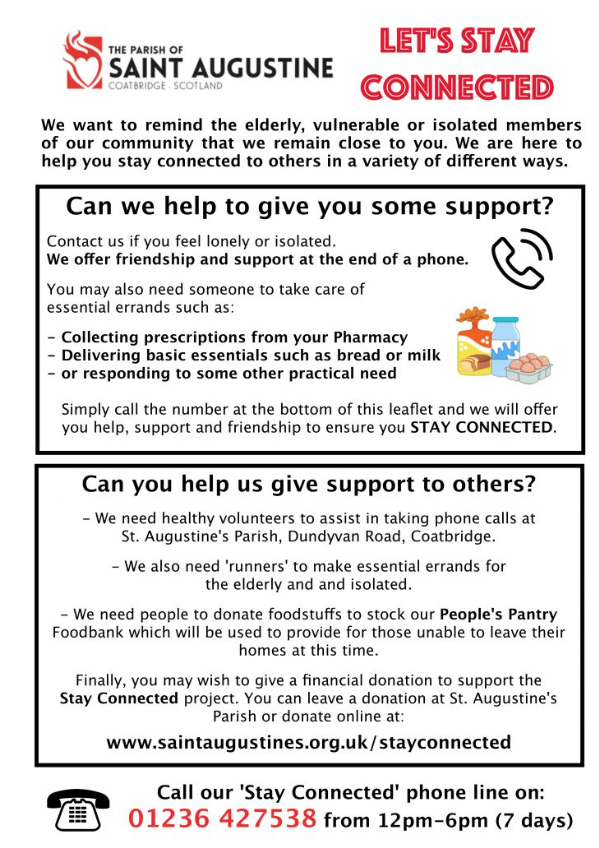 THE PARISH OF
SAINT AUGUSTINE
COATBRIDGE · SCOTLAND
LET'S STAY
CONNECTED
We want to remind the elderly, vulnerable or isolated members
of our community that we remain close to you. We are here to
help you stay connected to others in a variety of different ways.
Can we help to give you some support?
Contact us if you feel lonely or isolated.
We offer friendship and support at the end of a phone.
You may also need someone to take care of
essential errands such as:
– Collecting prescriptions from your Pharmacy
– Delivering basic essentials such as bread or milk
– or responding to some other practical need
Simply call the number at the bottom of this leaflet and we will offer
you help, support and friendship to ensure you STAY CONNECTED.
Can you help us give support to others?
– We need healthy volunteers to assist in taking phone calls at
St. Augustine's Parish, Dundyvan Road, Coatbridge.
– We also need 'runners' to make essential errands for
the elderly and and isolated.
– We need people to donate foodstuffs to stock our People's Pantry
Foodbank which will be used to provide for those unable to leave their
homes at this time.
Finally, you may wish to give a financial donation to support the
Stay Connected project. You can leave a donation at St. Augustine's
Parish or donate online at:
www.saintaugustines.org.uk/stayconnected
Call our 'Stay Connected' phone line on:
01236 427538 from 12pm–6pm (7 days)